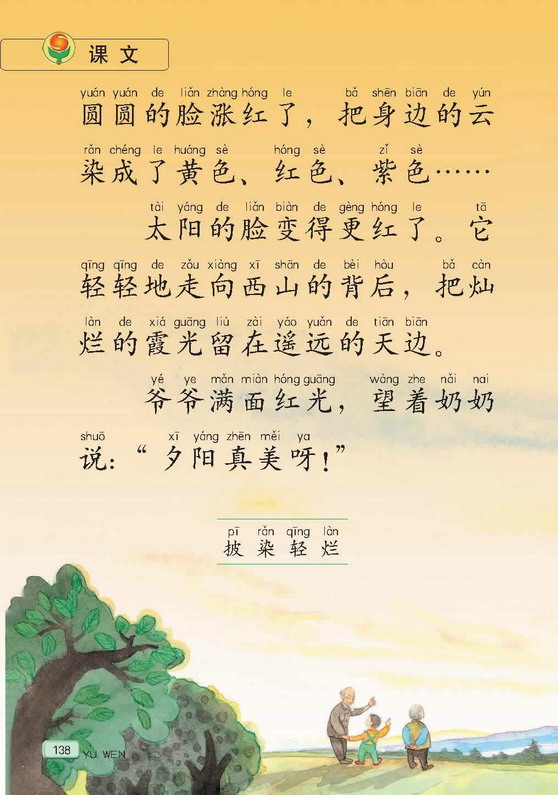 课文
yuán yuán de liǎn zhàng hóng le bǎ shēn biān de yún
圆圆的脸涨红了，把身边的云
rǎn chéng le huáng sè hóng sè zǐ sè
染成了黄色、红色、紫色……
tài yáng de liǎn biàn de gèng hóng le tā
太阳的脸变得更红了。它
qīng qīng de zǒu xiàng xī shān de bèi hòu bǎ càn
轻轻地走向西山的背后，把灿
làn de xiá guāng liú zài yáo yuǎn de tiān biān
烂的霞光留在遥远的天边。
yé ye mǎn miàn hóng guāng wàng zhe nǎi nai
爷爷满面红光，望着奶奶
shuō xī yáng zhēn měi ya
说：“夕阳真美呀！”
pī rǎn qīng làn
披染轻烂
138
YU WEN